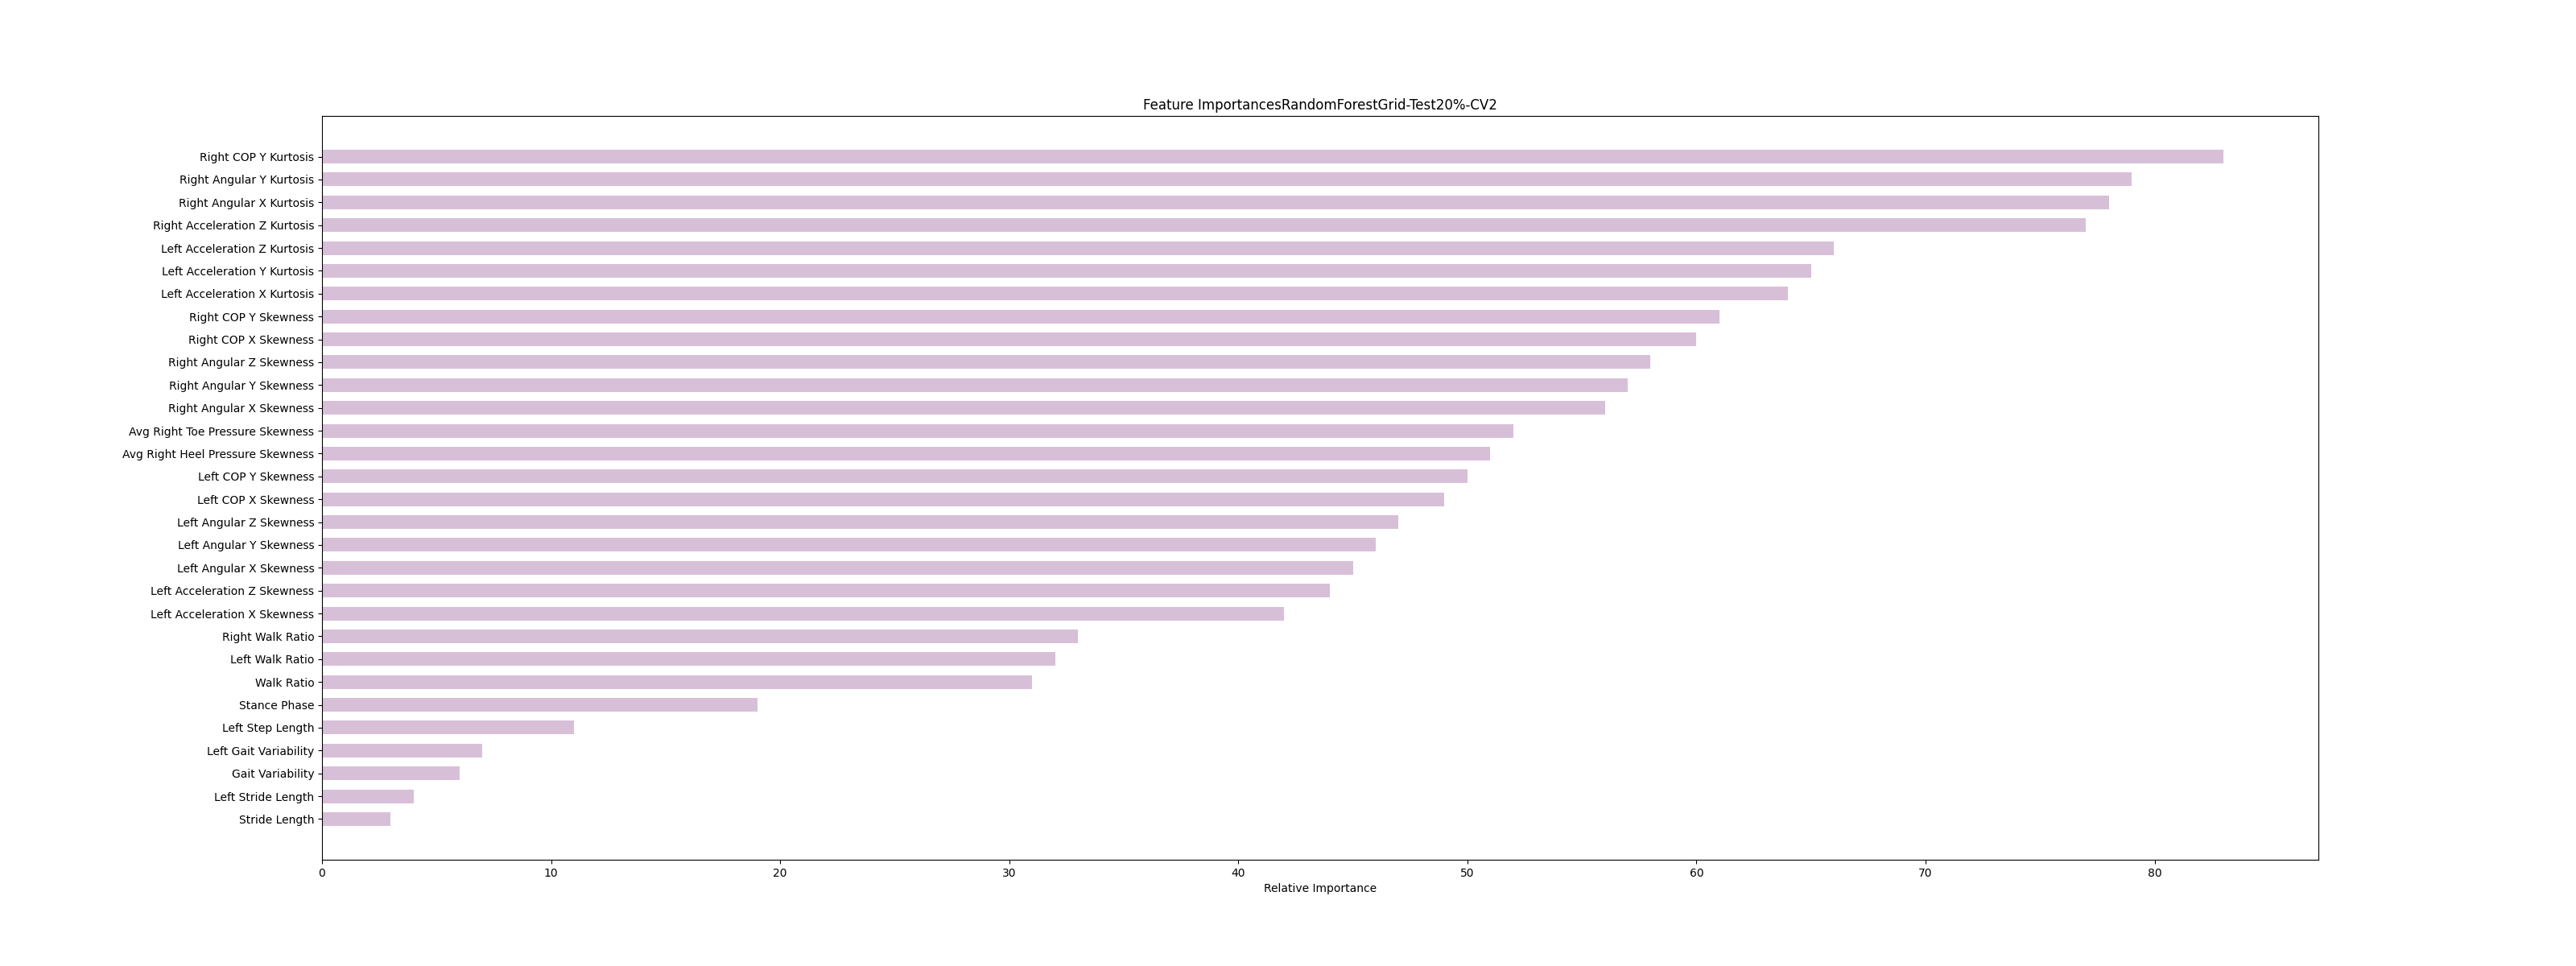 Feature ImportancesRandomForestGrid-Test20%-CV2
Right COP Y Kurtosis
Right Angular Y Kurtosis
Right Angular X Kurtosis
Right Acceleration Z Kurtosis
Left Acceleration Z Kurtosis
Left Acceleration Y Kurtosis
Left Acceleration X Kurtosis
Right COP Y Skewness
Right COP X Skewness
Right Angular Z Skewness
Right Angular Y Skewness
Right Angular X Skewness
Avg Right Toe Pressure Skewness
Avg Right Heel Pressure Skewness
Left COP Y Skewness
Left COP X Skewness
Left Angular Z Skewness
Left Angular Y Skewness
Left Angular X Skewness
Left Acceleration Z Skewness
Left Acceleration X Skewness
Right Walk Ratio
Left Walk Ratio
Walk Ratio
Stance Phase
Left Step Length
Left Gait Variability
Gait Variability
Left Stride Length
Stride Length
0 10 20 30 40 50 60 70 80
Relative Importance